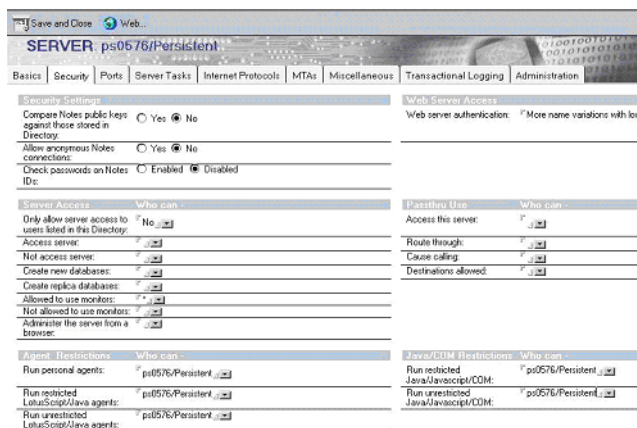 Save and Close Web...
SERVER: ps0576/Persistent
Basics Security Ports Server Tasks Internet Protocols MTAs Miscellaneous Transactional Logging Administration
Security Settings Web Server Access
Compare Notes public keys against those stored in Directory: Yes No Web server authentication: More name variations with lo
Allow anonymous Notes connections: Yes No
Check passwords on Notes IDs: Enabled Disabled
Server Access Who can - Passthru Use Who can -
Only allow server access to users listed in this Directory: No Access this server:
Access server: Route through:
Not access server: Cause calling:
Create new databases: Destinations allowed:
Create replica databases:
Allowed to use monitors: *
Not allowed to use monitors:
Administer the server from a browser:
Agent Restrictions Who can - Java/COM Restrictions Who can -
Run personal agents: ps0576/Persistent Run restricted Java/Javascript/COM: ps0576/Persistent
Run restricted LotusScript/Java agents: ps0576/Persistent Run unrestricted Java/Javascript/COM: ps0576/Persistent
Run unrestricted LotusScript/Java agents: ps0576/Persistent